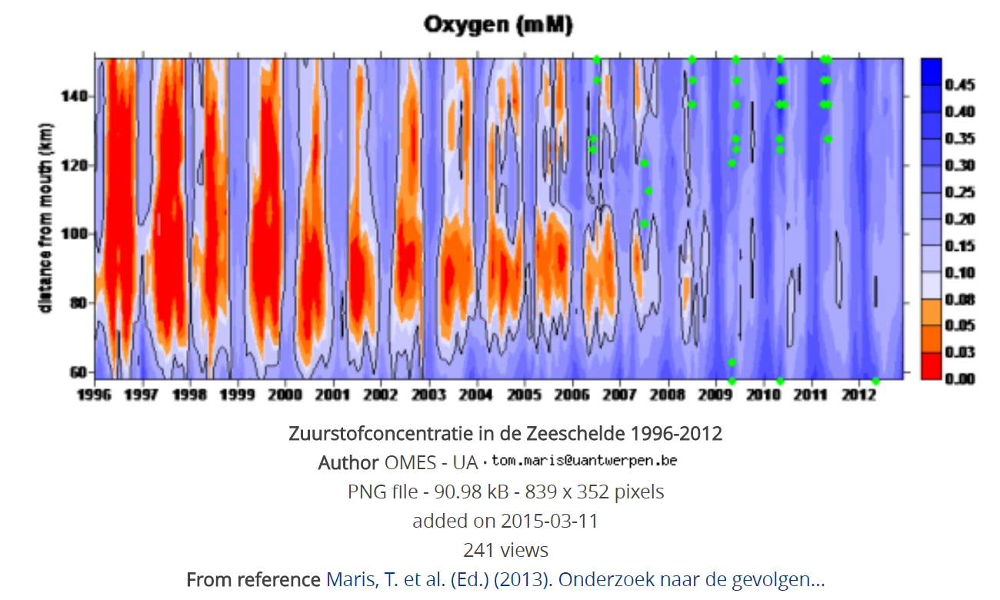 Oxygen (mM)
distance from mouth (km)
140
120
100
80
60
1996 1997 1998 1999 2000 2001 2002 2003 2004 2005 2006 2007 2008 2009 2010 2011 2012
0.45
0.40
0.35
0.30
0.25
0.20
0.15
0.10
0.08
0.05
0.03
0.00
Zuurstofconcentratie in de Zeeschelde 1996-2012
Author OMES - UA · tom.maris@uantwerpen.be
PNG file - 90.98 kB - 839 x 352 pixels
added on 2015-03-11
241 views
From reference Maris, T. et al. (Ed.) (2013). Onderzoek naar de gevolgen...